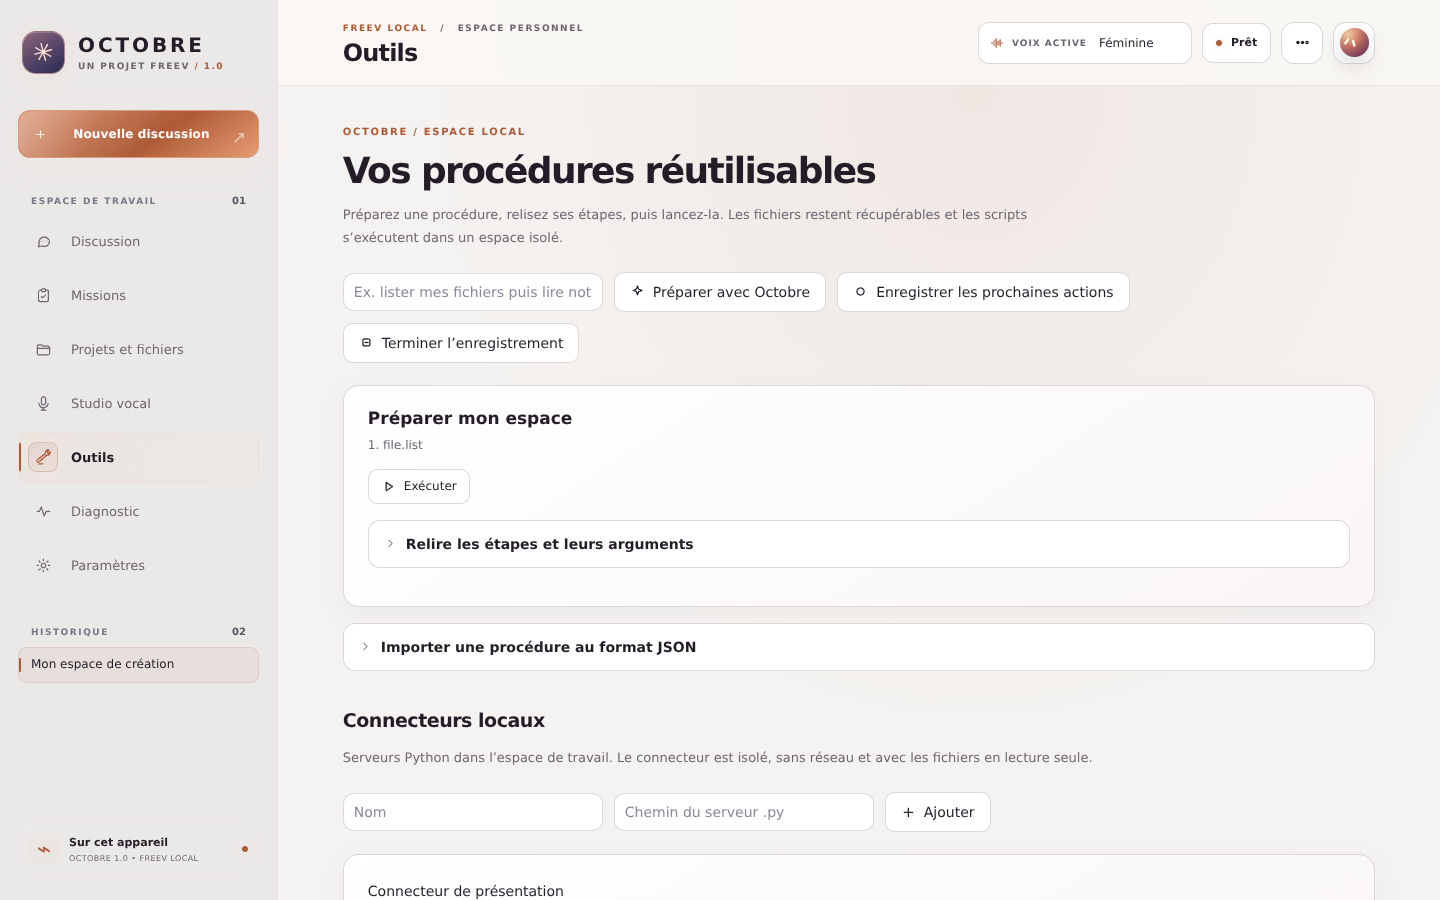 OCTOBRE
UN PROJET FREEV / 1.0
+ Nouvelle discussion ↗
ESPACE DE TRAVAIL 01
Discussion
Missions
Projets et fichiers
Studio vocal
Outils
Diagnostic
Paramètres
HISTORIQUE 02
Mon espace de création
Sur cet appareil
OCTOBRE 1.0 • FREEV LOCAL
FREEV LOCAL / ESPACE PERSONNEL
Outils
VOIX ACTIVE Féminine
Prêt
•••
OCTOBRE / ESPACE LOCAL
Vos procédures réutilisables
Préparez une procédure, relisez ses étapes, puis lancez-la. Les fichiers restent récupérables et les scripts
s’exécutent dans un espace isolé.
Ex. lister mes fichiers puis lire not
Préparer avec Octobre
Enregistrer les prochaines actions
Terminer l’enregistrement
Préparer mon espace
1. file.list
Exécuter
Relire les étapes et leurs arguments
Importer une procédure au format JSON
Connecteurs locaux
Serveurs Python dans l’espace de travail. Le connecteur est isolé, sans réseau et avec les fichiers en lecture seule.
Nom
Chemin du serveur .py
+ Ajouter
Connecteur de présentation